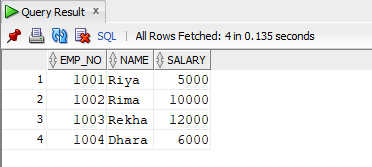 Query Result ×
SQL | All Rows Fetched: 4 in 0.135 seconds
EMP_NO NAME SALARY
1 1001 Riya 5000
2 1002 Rima 10000
3 1003 Rekha 12000
4 1004 Dhara 6000